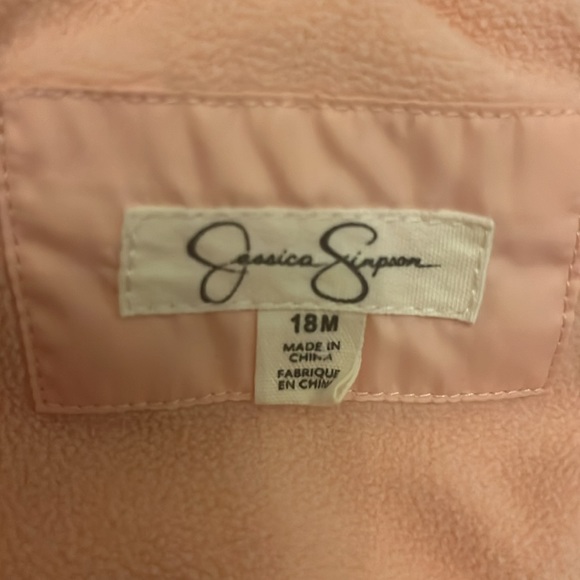 Jessica Simpson
18M
MADE IN
CHINA
FABRIQUE
EN CHINE